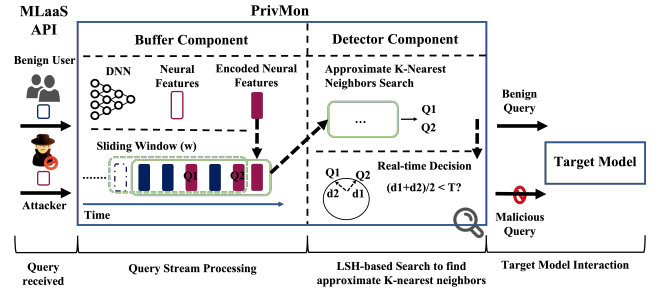 MLaaS
API
PrivMon
Buffer Component
Detector Component
Benign User
DNN
Neural
Features
Encoded Neural
Features
Approximate K-Nearest
Neighbors Search
...
Q1
Q2
Benign
Query
Sliding Window (w)
Q1
Q2
......
Real-time Decision
Q1
Q2
d2
d1
(d1+d2)/2 < T?
Target Model
Attacker
Time
Malicious
Query
Query
received
Query Stream Processing
LSH-based Search to find
approximate K-nearest neighbors
Target Model Interaction